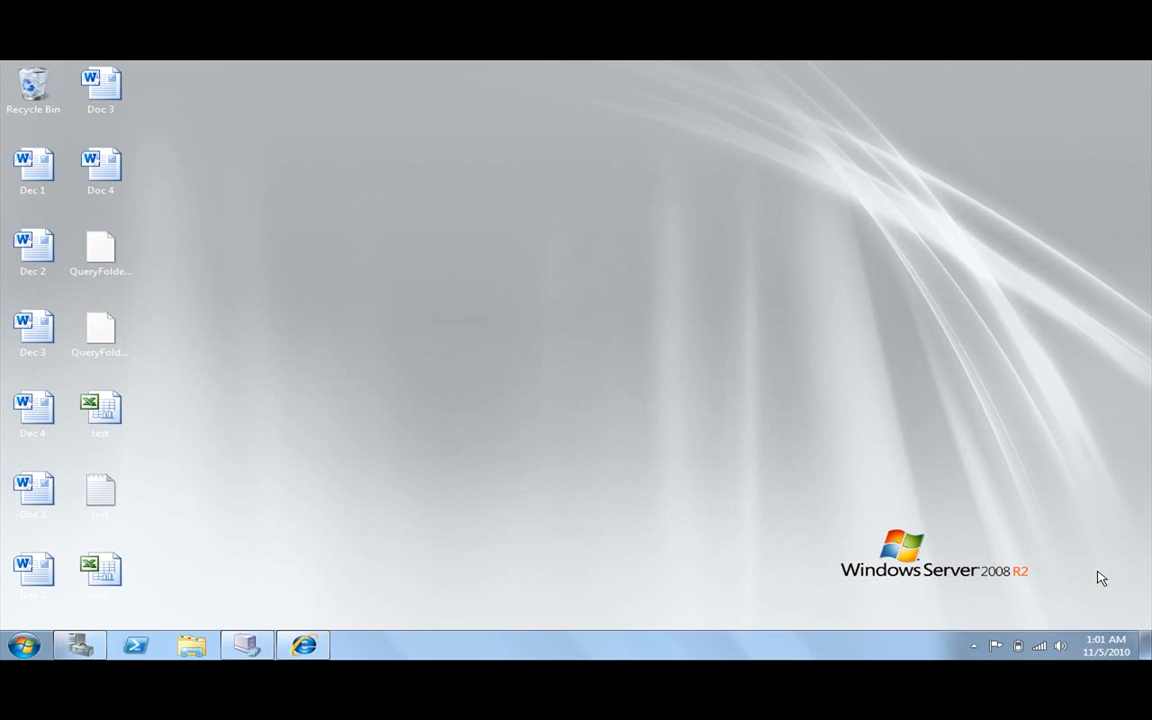 Recycle Bin
Doc 3
Dec 1
Doc 4
Dec 2
QueryFolde...
Dec 3
QueryFold...
Dec 4
test
test
Windows Server 2008 R2
1:01 AM
11/5/2010